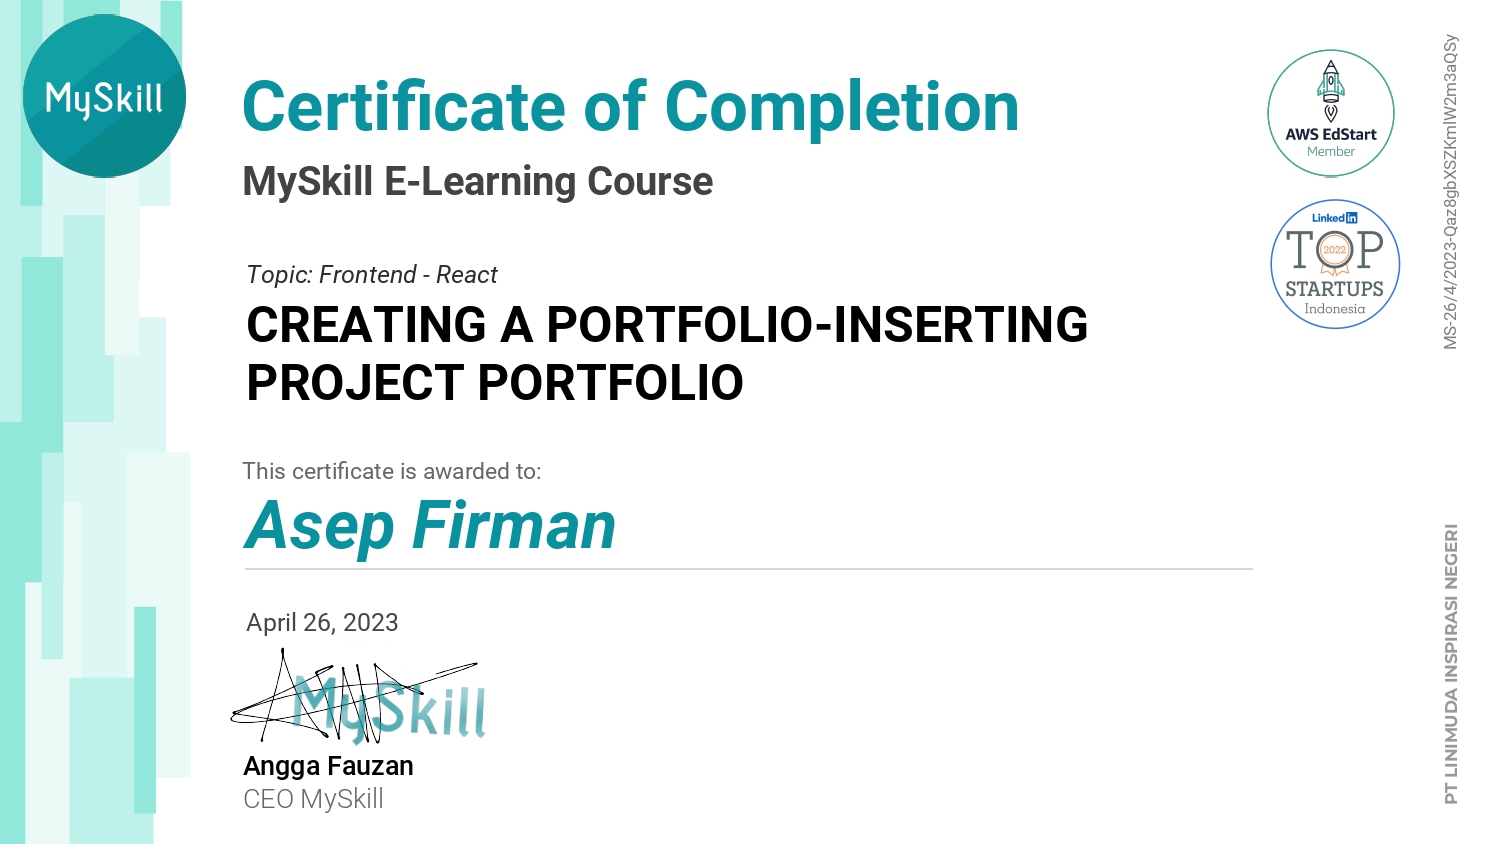 MySkill
Certificate of Completion
MySkill E-Learning Course
Topic: Frontend - React
CREATING A PORTFOLIO-INSERTING
PROJECT PORTFOLIO
This certificate is awarded to:
Asep Firman
April 26, 2023
MySkill
Angga Fauzan
CEO MySkill
AWS EdStart
Member
Linked in
TOP
2022
STARTUPS
Indonesia
MS-26/4/2023-Qaz8gbXSZKmlW2m3aQSy
PT LINIMUDA INSPIRASI NEGERI